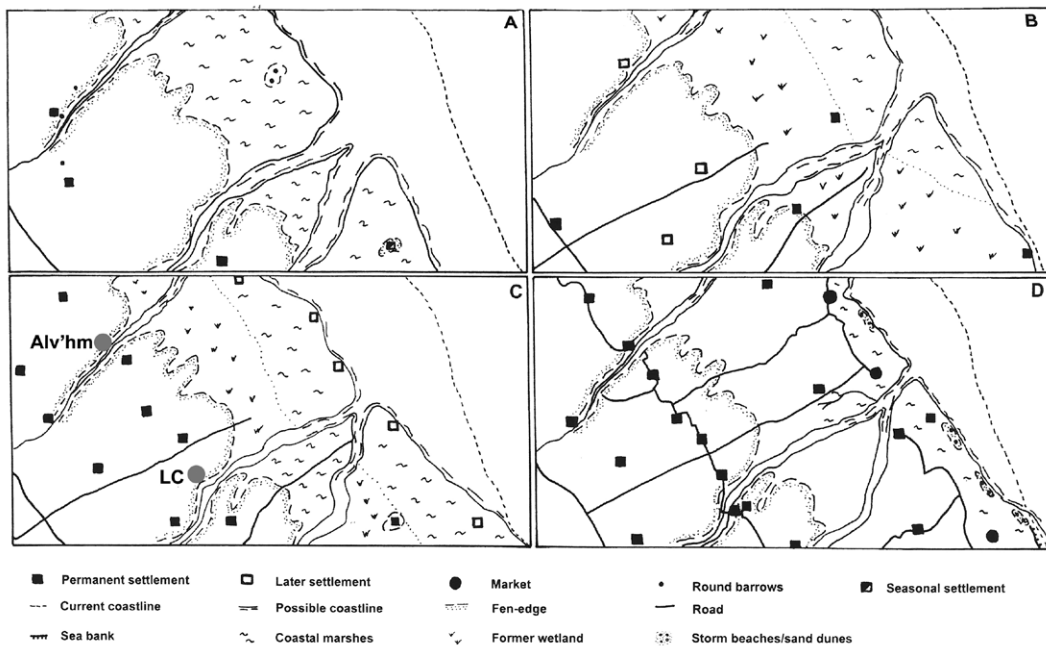 A
B
C
Alv'hm
LC
D
Permanent settlement
Later settlement
Market
Round barrows
Seasonal settlement
Current coastline
Possible coastline
Fen-edge
Road
Sea bank
Coastal marshes
Former wetland
Storm beaches/sand dunes